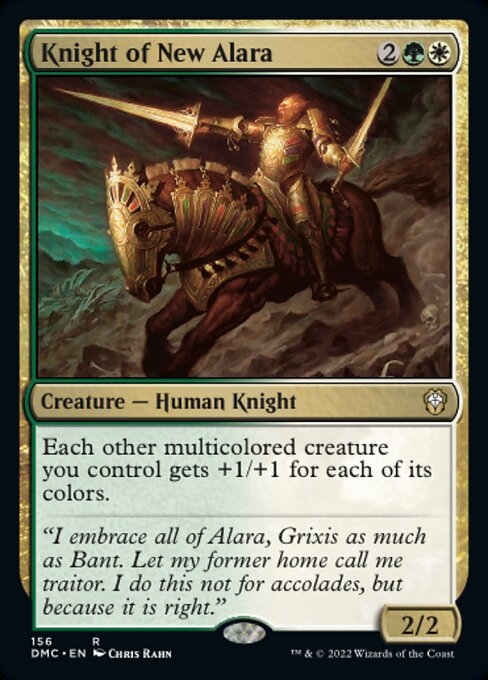 Knight of New Alara 2
Creature — Human Knight
Each other multicolored creature
you control gets +1/+1 for each of its
colors.
“I embrace all of Alara, Grixis as much
as Bant. Let my former home call me
traitor. I do this not for accolades, but
because it is right.”
2/2
156 R
DMC • EN Chris Rahn ™ & © 2022 Wizards of the Coast